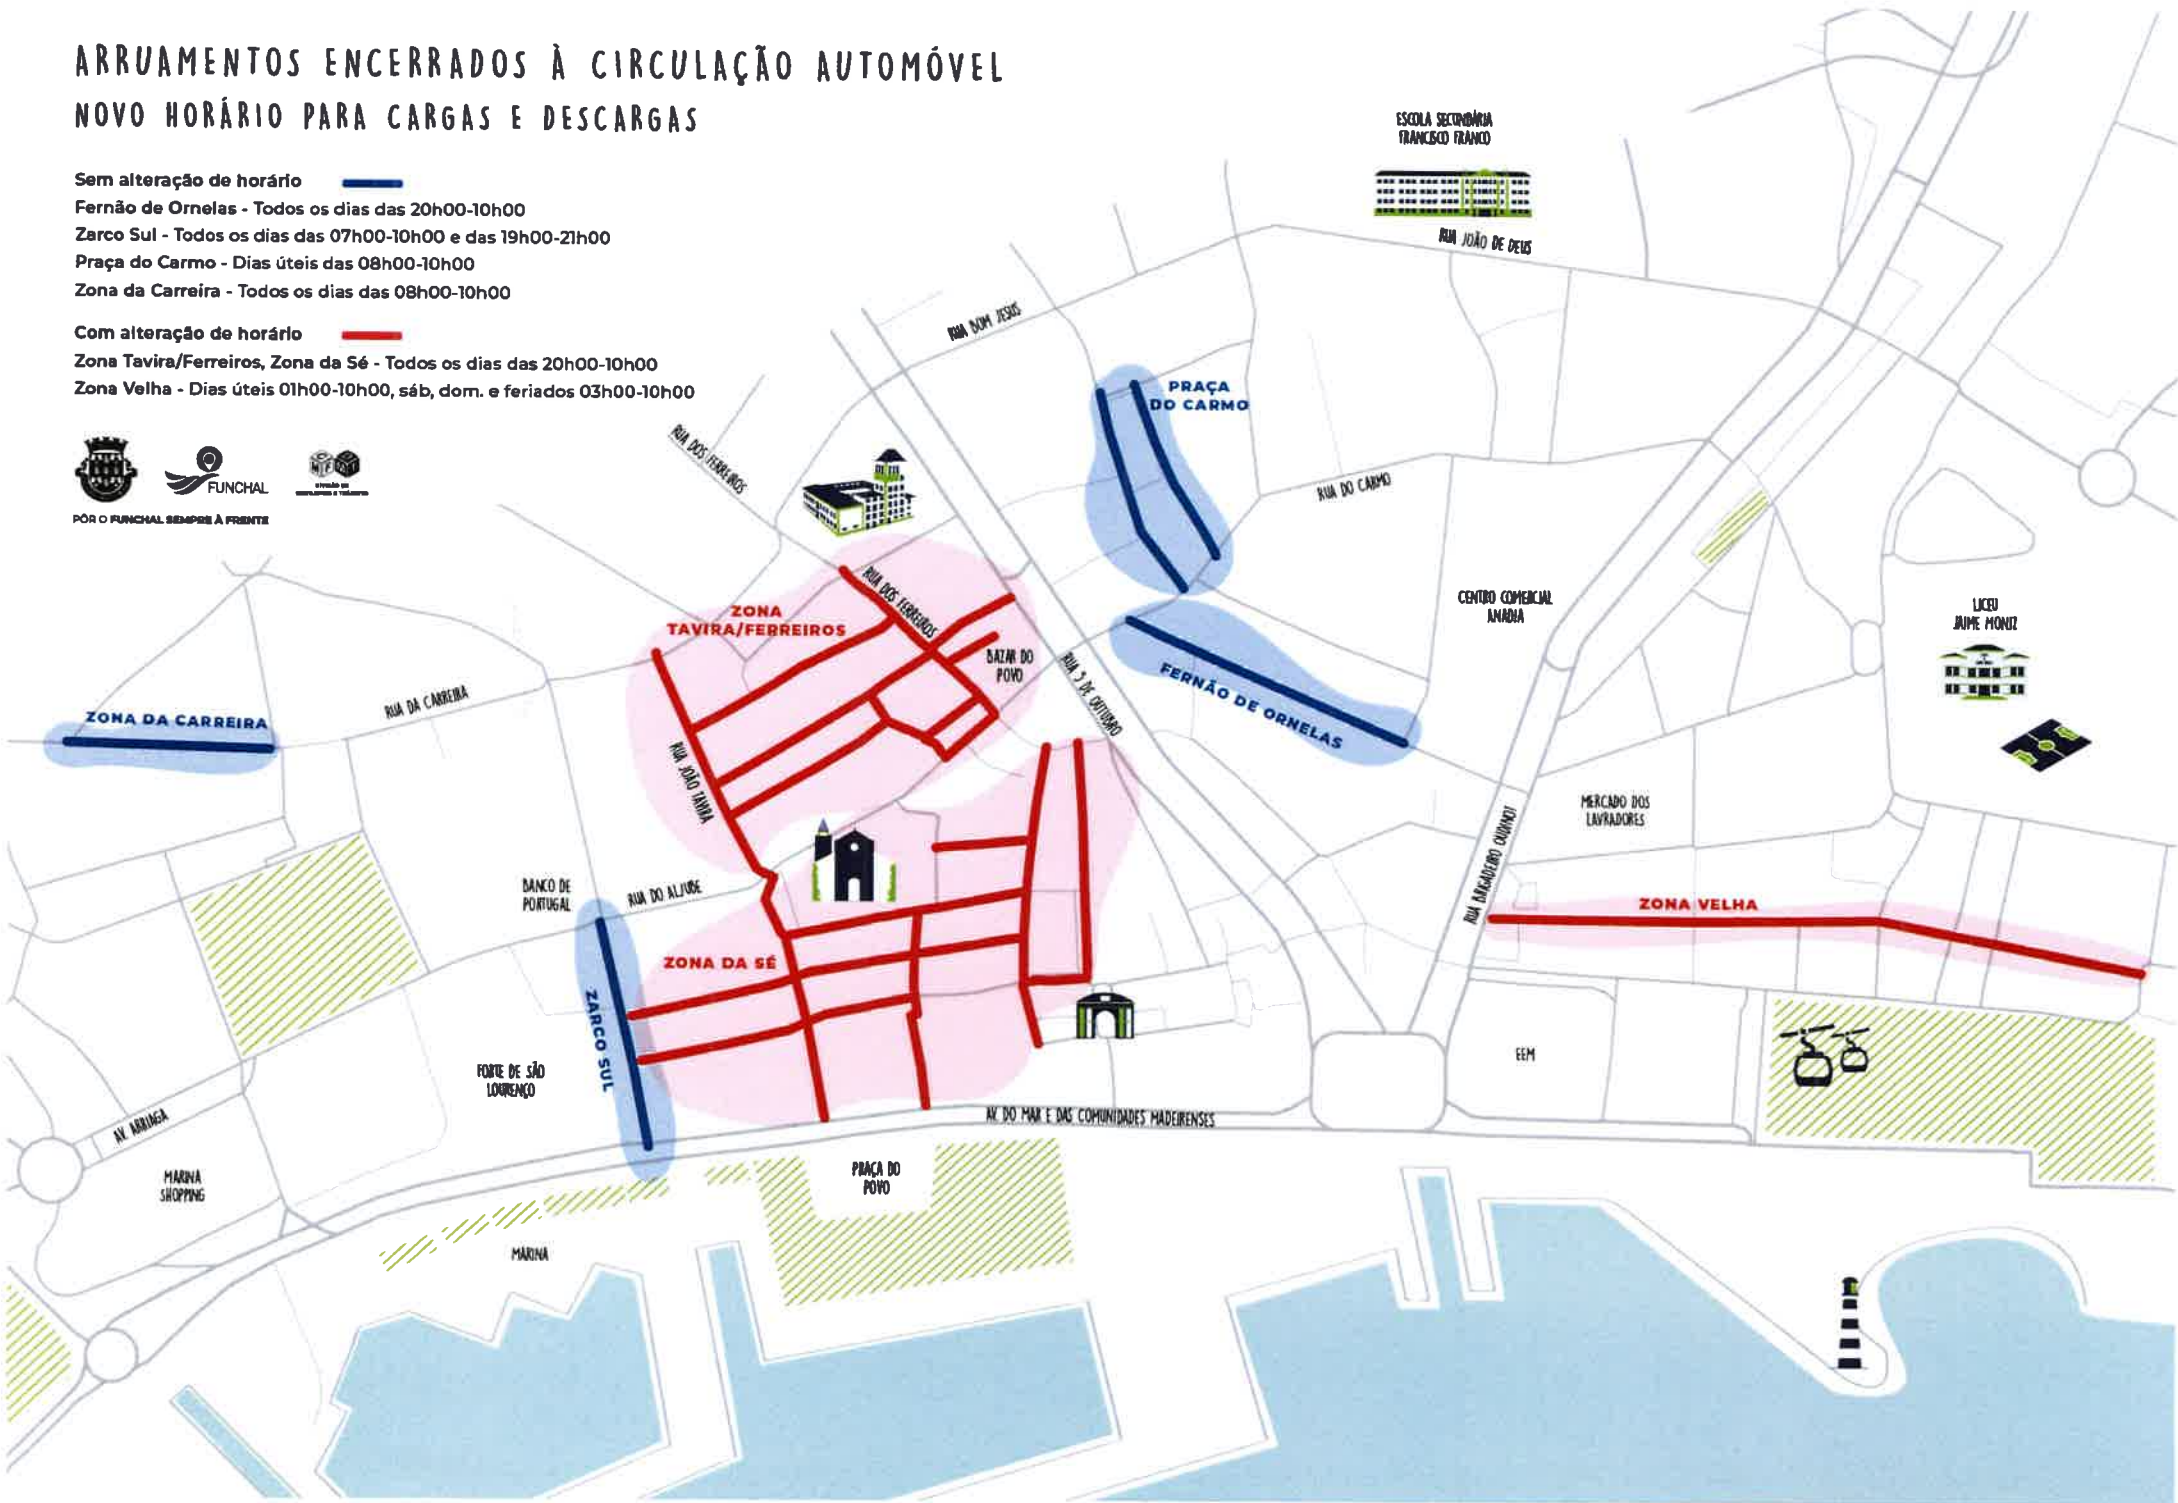 ARRUAMENTOS ENCERRADOS À CIRCULAÇÃO AUTOMÓVEL
NOVO HORÁRIO PARA CARGAS E DESCARGAS
Sem alteração de horário
Fernão de Ornelas - Todos os dias das 20h00-10h00
Zarco Sul - Todos os dias das 07h00-10h00 e das 19h00-21h00
Praça do Carmo - Dias úteis das 08h00-10h00
Zona da Carreira - Todos os dias das 08h00-10h00
Com alteração de horário
Zona Tavira/Ferreiros, Zona da Sé - Todos os dias das 20h00-10h00
Zona Velha - Dias úteis 01h00-10h00, sáb, dom. e feriados 03h00-10h00
FUNCHAL
PÔR O FUNCHAL SEMPRE À FRENTE
ESCOLA SECUNDÁRIA
FRANCISCO FRANCO
RUA JOÃO DE DEUS
RUA BOM JESUS
PRAÇA
DO CARMO
RUA DOS FERREIROS
RUA DO CARMO
RUA DOS FERREIROS
ZONA
TAVIRA/FERREIROS
CENTRO COMERCIAL
ANADIA
LICEU
JAIME MONIZ
BAZAR DO
POVO
RUA 5 DE OUTUBRO
FERNÃO DE ORNELAS
ZONA DA CARREIRA
RUA DA CARREIRA
RUA JOÃO TAVIRA
MERCADO DOS
LAVRADORES
RUA BRIGADEIRO OUDINOT
BANCO DE
PORTUGAL
RUA DO ALJUBE
ZONA VELHA
ZONA DA SÉ
ZARCO SUL
FORTE DE SÃO
LOURENÇO
EEM
AV. ARRIAGA
AV. DO MAR E DAS COMUNIDADES MADEIRENSES
MARINA
SHOPPING
PRAÇA DO
POVO
MARINA